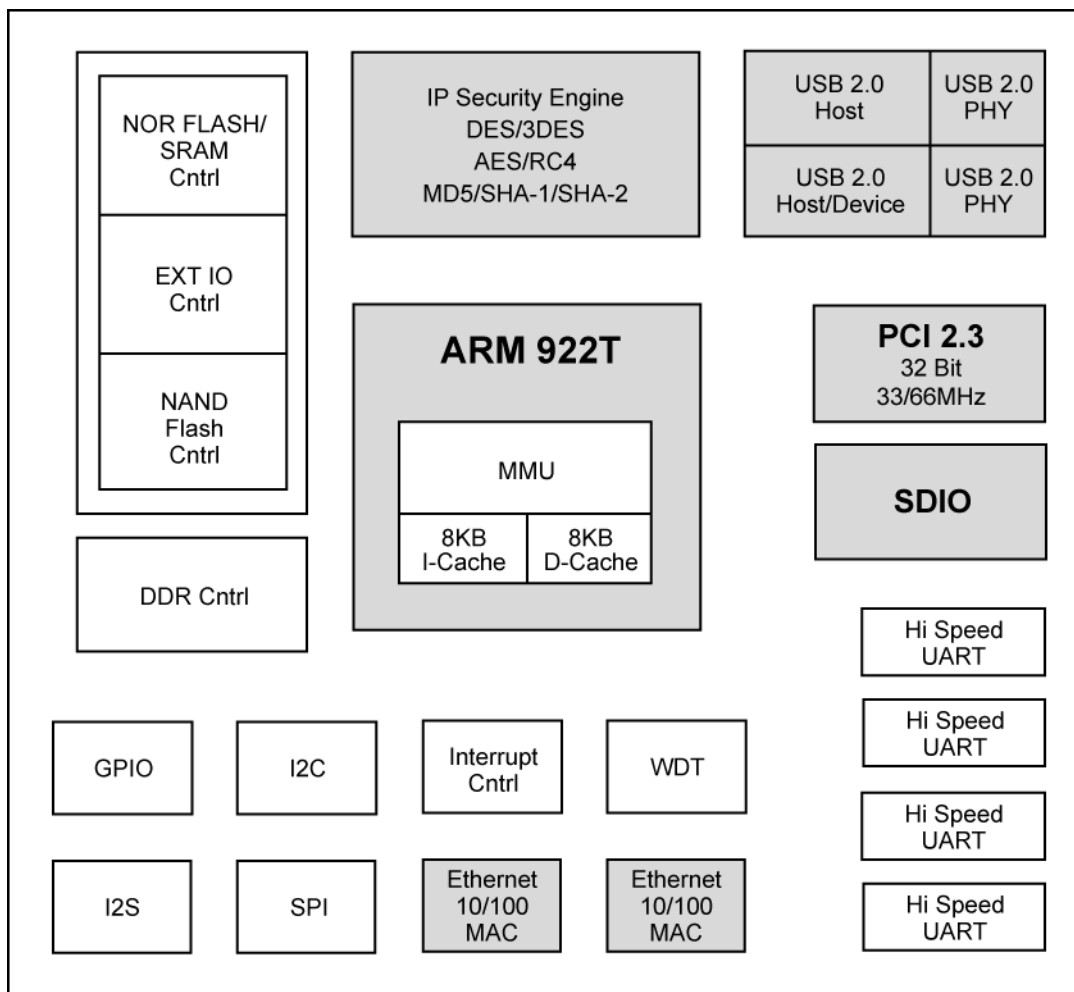 NOR FLASH/
SRAM
Cntrl
EXT IO
Cntrl
NAND
Flash
Cntrl
DDR Cntrl
IP Security Engine
DES/3DES
AES/RC4
MD5/SHA-1/SHA-2
USB 2.0
Host
USB 2.0
PHY
USB 2.0
Host/Device
USB 2.0
PHY
ARM 922T
MMU
8KB
I-Cache
8KB
D-Cache
PCI 2.3
32 Bit
33/66MHz
SDIO
Hi Speed
UART
Hi Speed
UART
Hi Speed
UART
Hi Speed
UART
GPIO
I2C
Interrupt
Cntrl
WDT
I2S
SPI
Ethernet
10/100
MAC
Ethernet
10/100
MAC